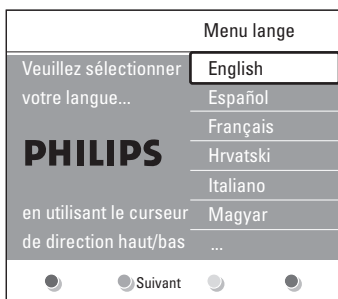 Menu lange
Veuillez sélectionner
votre langue...
PHILIPS
en utilisant le curseur
de direction haut/bas
English
Español
Français
Hrvatski
Italiano
Magyar
...
Suivant